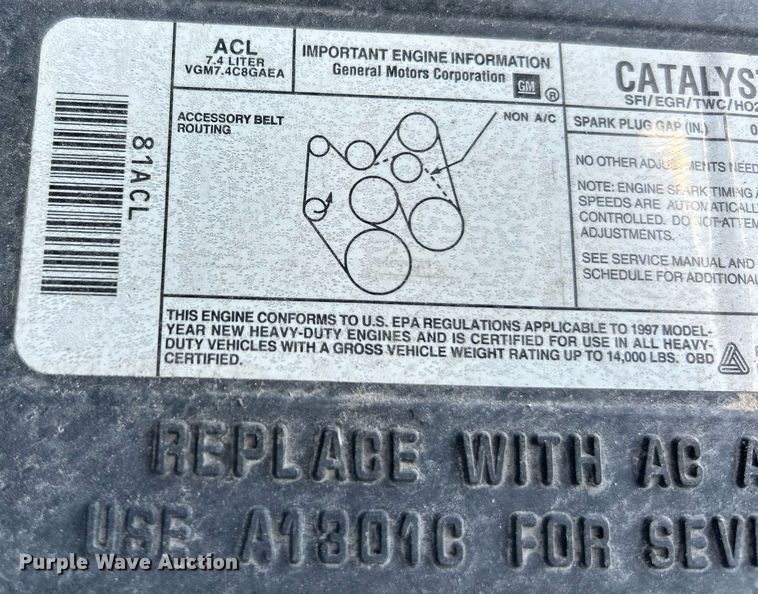 ACL
7.4 LITER
VGM7.4C8GAEA
IMPORTANT ENGINE INFORMATION
General Motors Corporation GM ®
CATALYS
SFI/EGR/TWC/HO2
SPARK PLUG GAP (IN.) 0
ACCESSORY BELT
ROUTING
NON A/C
NO OTHER ADJUSTMENTS NEED
NOTE: ENGINE SPARK TIMING
SPEEDS ARE AUTOMATICALL
CONTROLLED. DO NOT ATTEM
ADJUSTMENTS.
SEE SERVICE MANUAL AND
SCHEDULE FOR ADDITIONAL
81ACL
THIS ENGINE CONFORMS TO U.S. EPA REGULATIONS APPLICABLE TO 1997 MODEL-
YEAR NEW HEAVY-DUTY ENGINES AND IS CERTIFIED FOR USE IN ALL HEAVY-
DUTY VEHICLES WITH A GROSS VEHICLE WEIGHT RATING UP TO 14,000 LBS. OBD
CERTIFIED.
REPLACE WITH AC A
USE A1301C FOR SEV
Purple Wave Auction